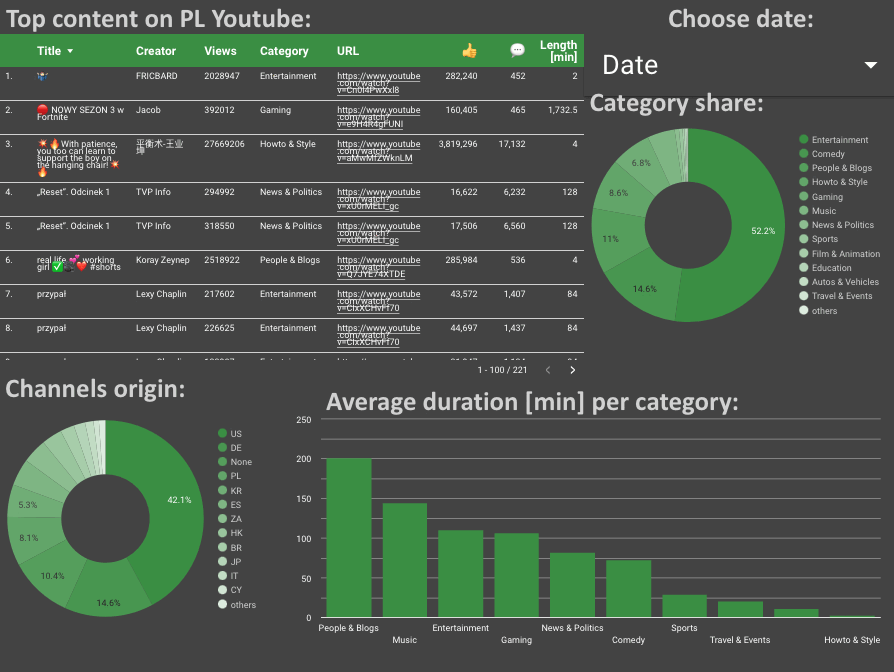 Top content on PL Youtube:
Choose date:
Title Creator Views Category URL 👍 💬 Length
[min]
Date
1. FRICBARD 2028947 Entertainment https://www.youtube
.com/watch?
v=Cn0l4PwXxl8 282,240 452 2
2. 🔴 NOWY SEZON 3 w
Fortnite Jacob 392012 Gaming https://www.youtube
.com/watch?
v=e9H4R4gFUNI 160,405 465 1,732.5
3. 💥🔥With patience,
you too can learn to
support the boy on
the hanging chair! 💥
🔥 平衡术-王业
坤 27669206 Howto & Style https://www.youtube
.com/watch?
v=aMwMfZWknLM 3,819,296 17,132 4
4. „Reset”. Odcinek 1 TVP Info 294992 News & Politics https://www.youtube
.com/watch?
v=xU0rMELI_gc 16,622 6,232 128
5. „Reset”. Odcinek 1 TVP Info 318550 News & Politics https://www.youtube
.com/watch?
v=xU0rMELI_gc 17,506 6,560 128
6. real life 💞 working
girl ✅ ❤️ #shorts Koray Zeynep 2518922 People & Blogs https://www.youtube
.com/watch?
v=Q7JYE74XTDE 285,984 536 4
7. przypał Lexy Chaplin 217602 Entertainment https://www.youtube
.com/watch?
v=CIxXCHvFf70 43,572 1,407 84
8. przypał Lexy Chaplin 226625 Entertainment https://www.youtube
.com/watch?
v=CIxXCHvFf70 44,697 1,437 84
1 - 100 / 221
Category share:
52.2%
14.6%
11%
8.6%
6.8%
Entertainment
Comedy
People & Blogs
Howto & Style
Gaming
Music
News & Politics
Sports
Film & Animation
Education
Autos & Vehicles
Travel & Events
others
Channels origin:
42.1%
14.6%
10.4%
8.1%
5.3%
US
DE
None
PL
KR
ES
ZA
HK
BR
JP
IT
CY
others
Average duration [min] per category:
250
200
150
100
50
0
People & Blogs
Music
Entertainment
Gaming
News & Politics
Comedy
Sports
Travel & Events
Howto & Style